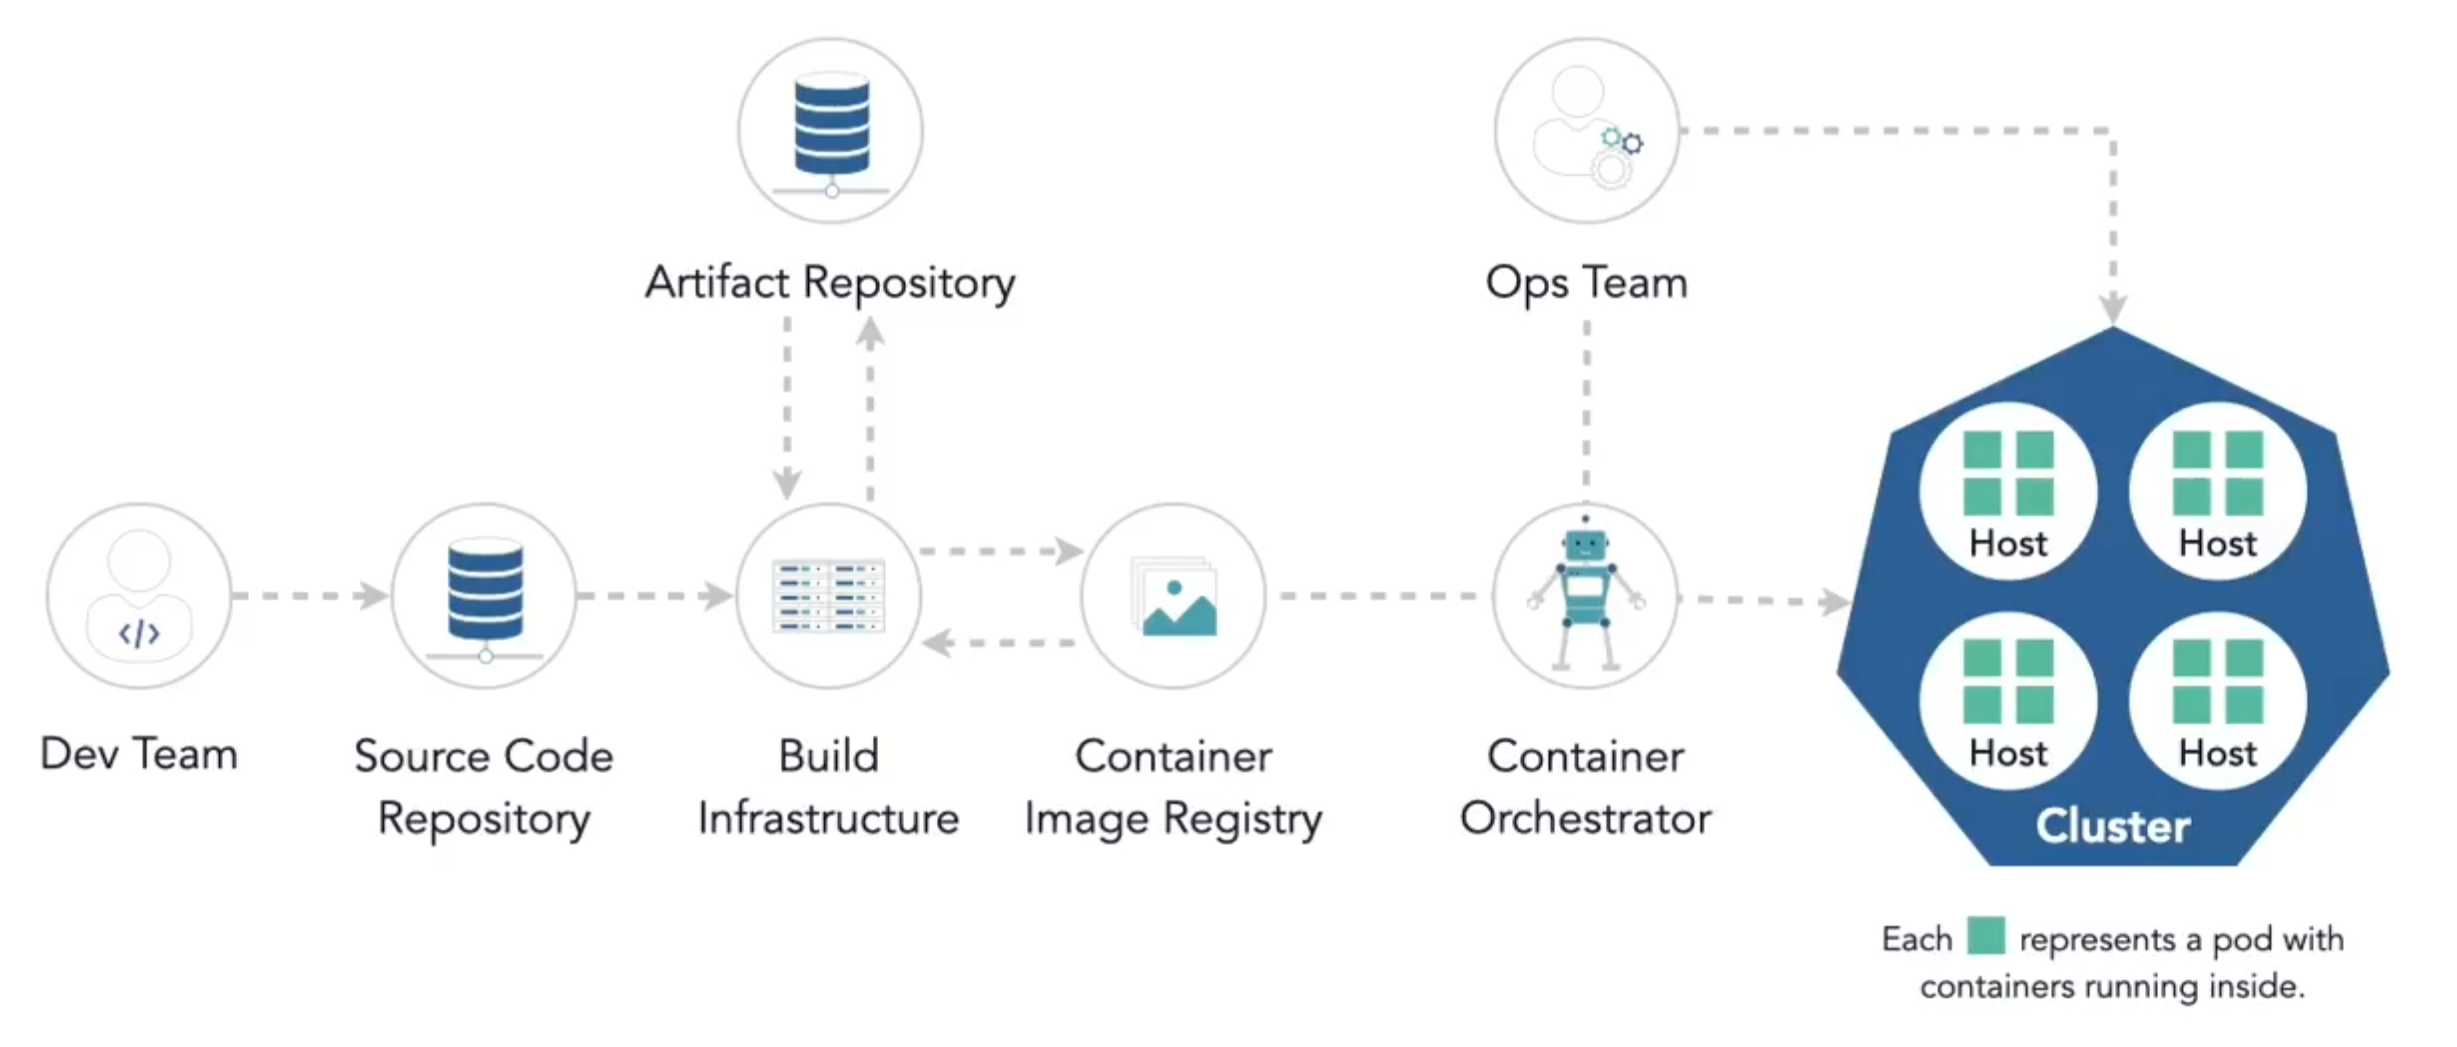 Artifact Repository
Ops Team
</>
Dev Team
Source Code
Repository
Build
Infrastructure
Container
Image Registry
Container
Orchestrator
Host
Host
Host
Host
Cluster
Each represents a pod with
containers running inside.